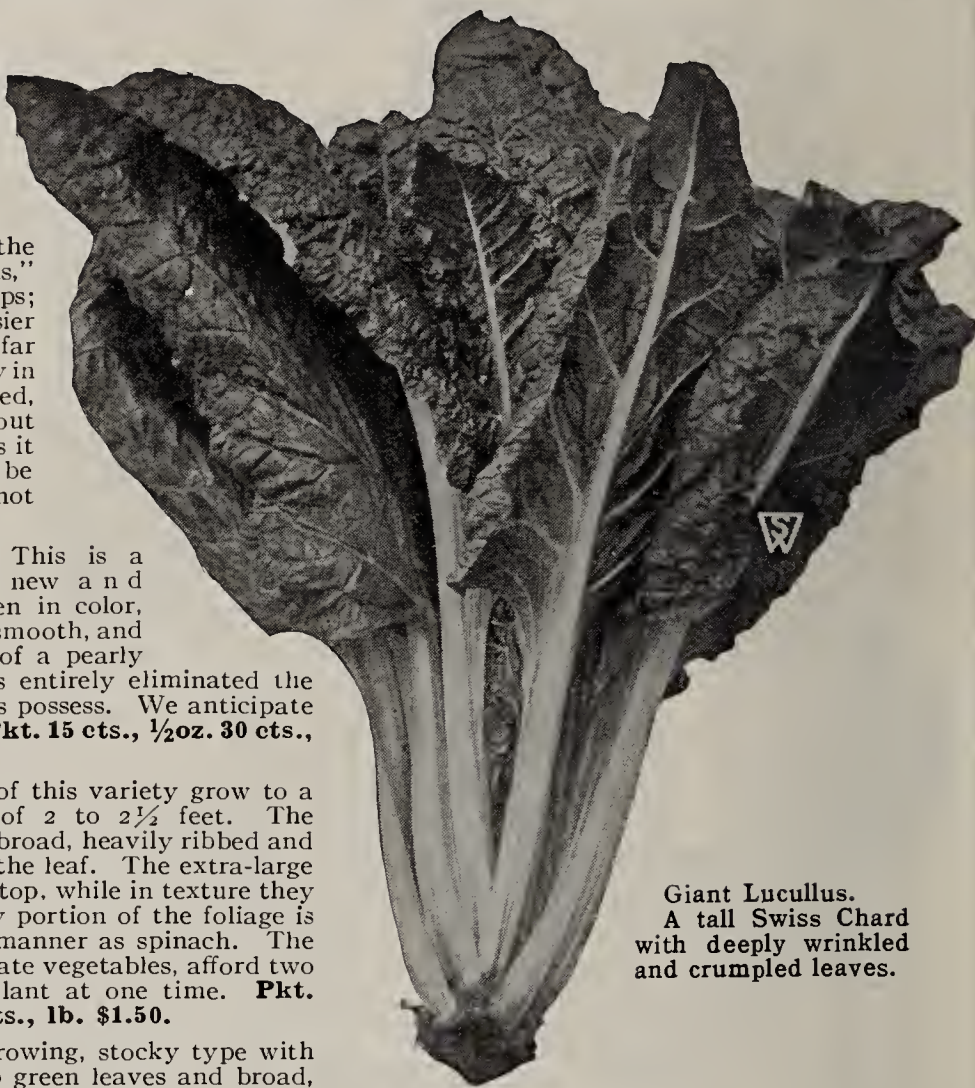 the
s,”
ps;
sier
far
y in
ed,
out
s it
be
not
This is a
new and
en in color,
smooth, and
of a pearly
s entirely eliminated the
s possess. We anticipate
Pkt. 15 cts., ½oz. 30 cts.,
of this variety grow to a
of 2 to 2½ feet. The
broad, heavily ribbed and
the leaf. The extra-large
top, while in texture they
y portion of the foliage is
manner as spinach. The
ate vegetables, afford two
lant at one time. Pkt.
ts., lb. $1.50.
rowing, stocky type with
green leaves and broad,
SW
Giant Lucullus.
A tall Swiss Chard
with deeply wrinkled
and crumpled leaves.